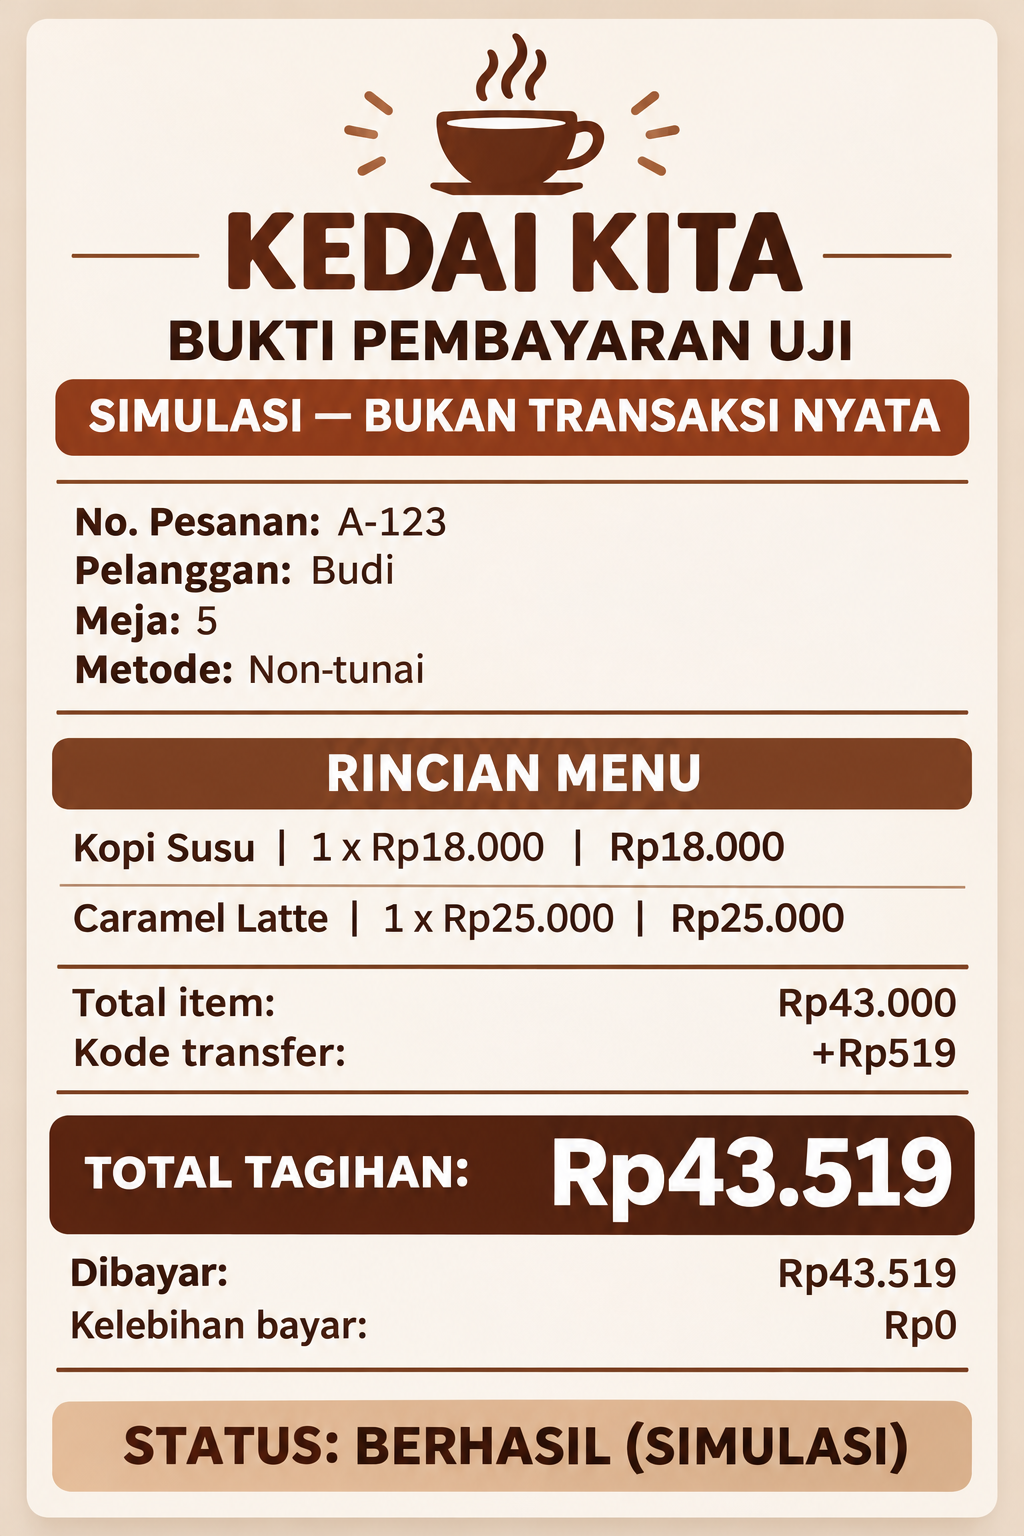 KEDAI KITA
BUKTI PEMBAYARAN UJI
SIMULASI — BUKAN TRANSAKSI NYATA
No. Pesanan: A-123
Pelanggan: Budi
Meja: 5
Metode: Non-tunai
RINCIAN MENU
Kopi Susu | 1 x Rp18.000 | Rp18.000
Caramel Latte | 1 x Rp25.000 | Rp25.000
Total item: Rp43.000
Kode transfer: +Rp519
TOTAL TAGIHAN: Rp43.519
Dibayar: Rp43.519
Kelebihan bayar: Rp0
STATUS: BERHASIL (SIMULASI)